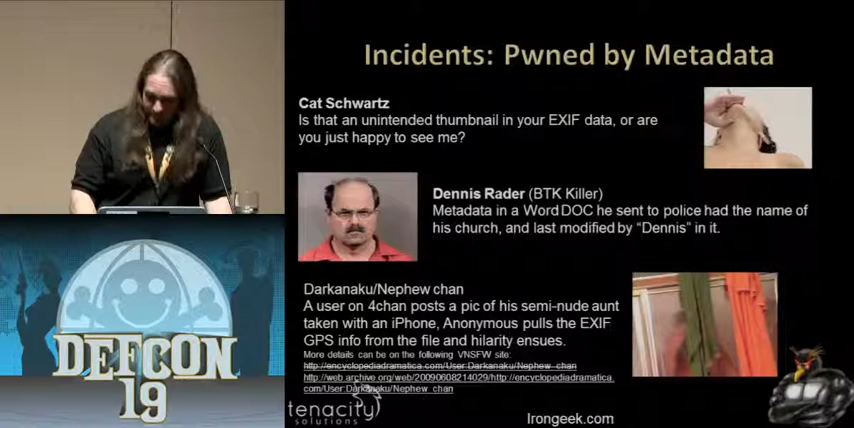 Incidents: Pwned by Metadata
Cat Schwartz
Is that an unintended thumbnail in your EXIF data, or are
you just happy to see me?
Dennis Rader (BTK Killer)
Metadata in a Word DOC he sent to police had the name of
his church, and last modified by “Dennis” in it.
Darkanaku/Nephew chan
A user on 4chan posts a pic of his semi-nude aunt
taken with an iPhone, Anonymous pulls the EXIF
GPS info from the file and hilarity ensues.
More details can be on the following VNSFW site:
http://encyclopediadramatica.com/User:Darkanaku/Nephew_chan
http://web.archive.org/web/20090608214029/http://encyclopediadramatica
.com/User:Darkanaku/Nephew_chan
DEFCON
19
tenacity
solutions
Irongeek.com